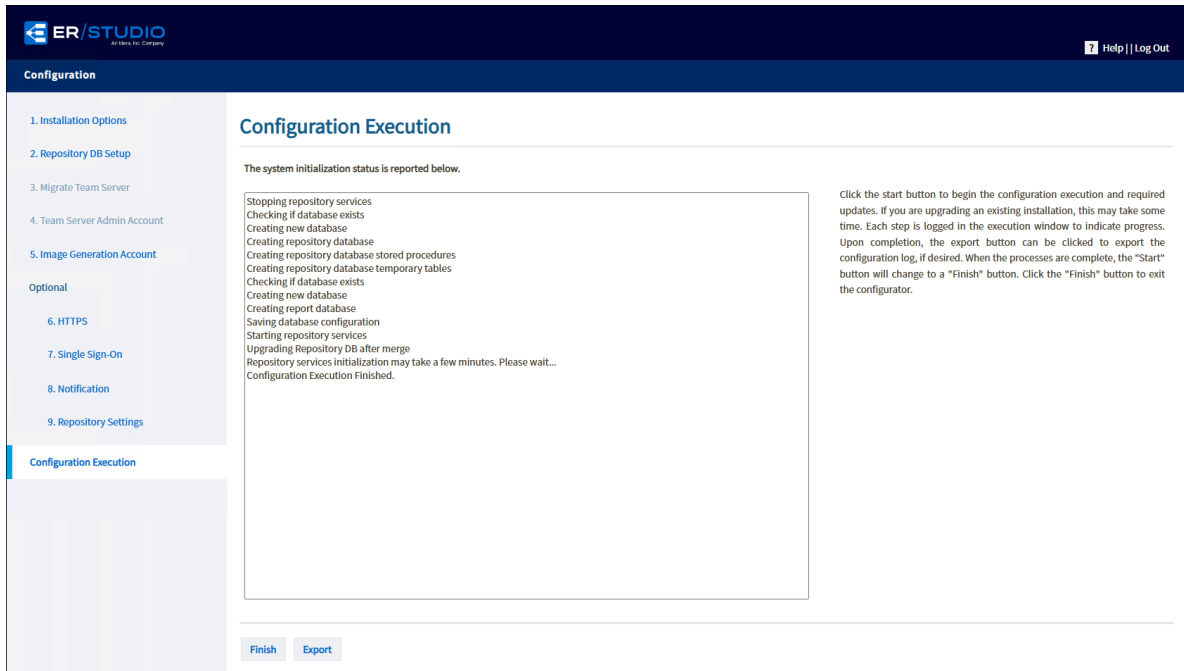 ER/STUDIO
An Idera, Inc. Company
? Help | | Log Out
Configuration
1. Installation Options
2. Repository DB Setup
3. Migrate Team Server
4. Team Server Admin Account
5. Image Generation Account
Optional
6. HTTPS
7. Single Sign-On
8. Notification
9. Repository Settings
Configuration Execution
Configuration Execution
The system initialization status is reported below.
Stopping repository services
Checking if database exists
Creating new database
Creating repository database
Creating repository database stored procedures
Creating repository database temporary tables
Checking if database exists
Creating new database
Creating report database
Saving database configuration
Starting repository services
Upgrading Repository DB after merge
Repository services initialization may take a few minutes. Please wait...
Configuration Execution Finished.
Click the start button to begin the configuration execution and required
updates. If you are upgrading an existing installation, this may take some
time. Each step is logged in the execution window to indicate progress.
Upon completion, the export button can be clicked to export the
configuration log, if desired. When the processes are complete, the "Start"
button will change to a "Finish" button. Click the "Finish" button to exit
the configurator.
Finish
Export